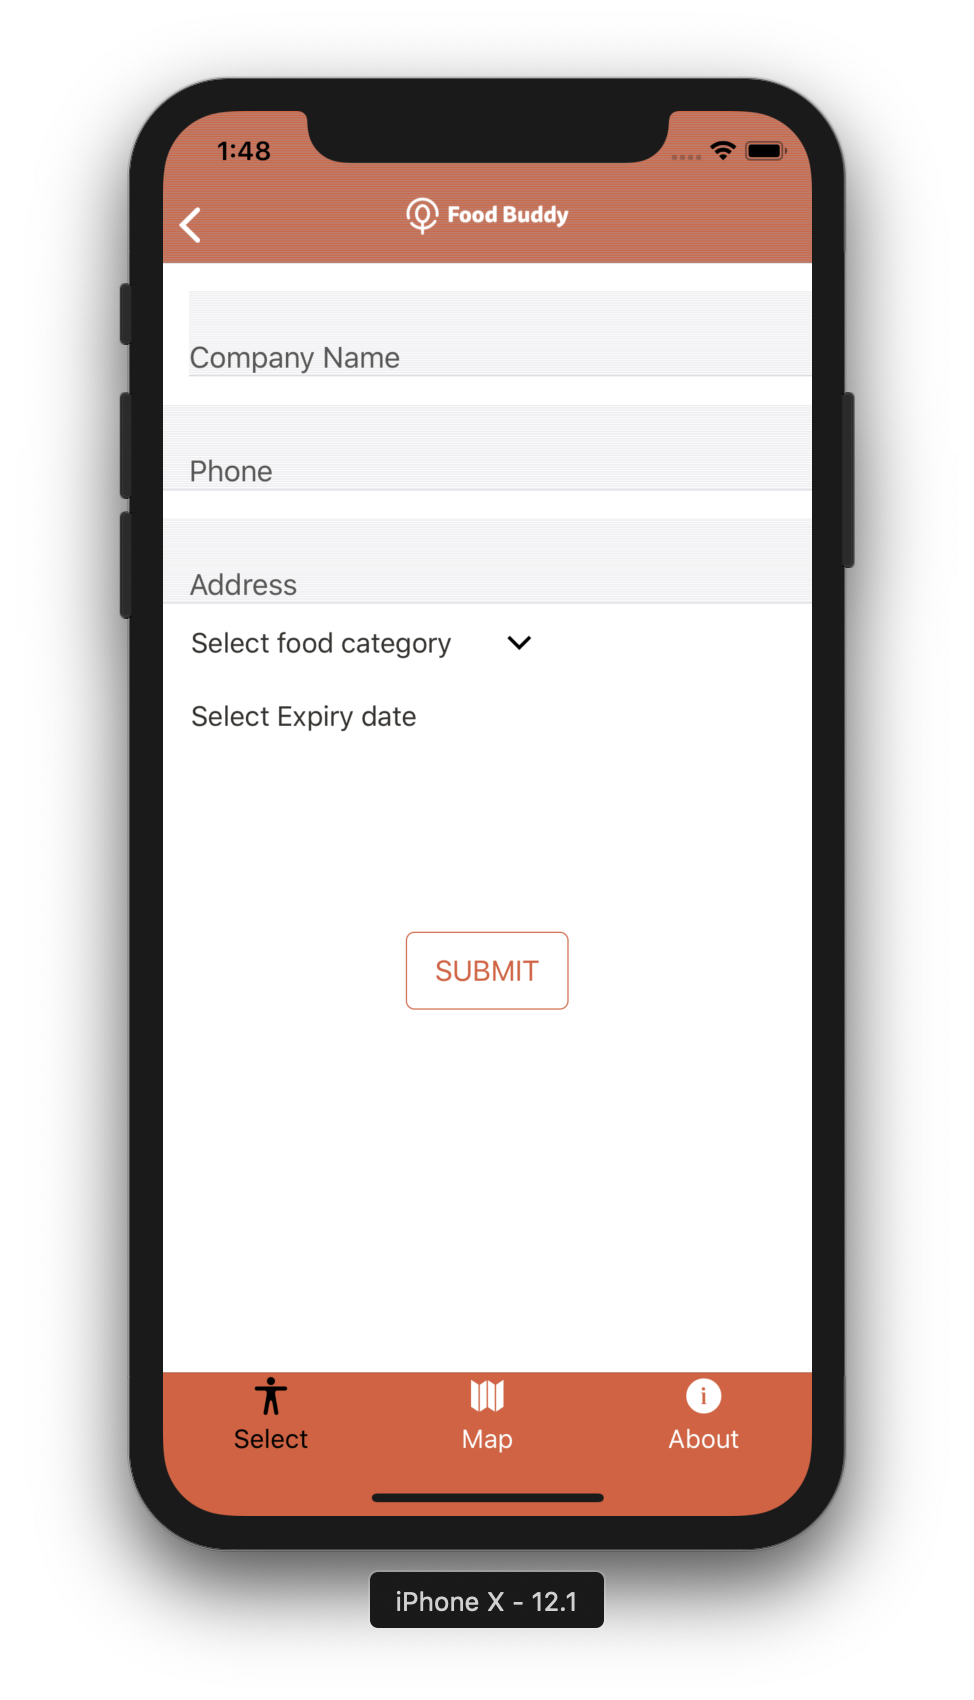 1:48
Food Buddy
Company Name
Phone
Address
Select food category
Select Expiry date
SUBMIT
Select
Map
i
About
iPhone X - 12.1